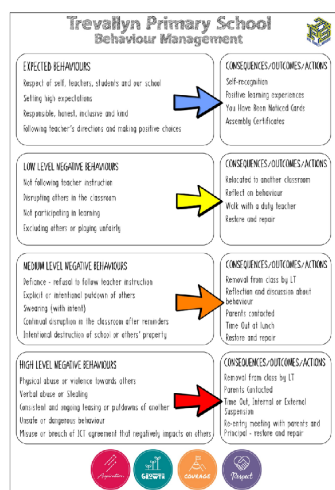 Trevallyn Primary School
Behaviour Management
EXPECTED BEHAVIOURS
Respect of self, teachers, students and our school
Setting high expectations
Responsible, honest, inclusive and kind
Following teacher's directions and making positive choices
CONSEQUENCES/OUTCOMES/ACTIONS
Self-recognition
Positive learning experiences
You Have Been Noticed Cards
Assembly Certificates
LOW LEVEL NEGATIVE BEHAVIOURS
Not following teacher instruction
Disrupting others in the classroom
Not participating in learning
Excluding others or playing unfairly
CONSEQUENCES/OUTCOMES/ACTIONS
Relocated to another classroom
Reflect on behaviour
Walk with a duty teacher
Restore and repair
MEDIUM LEVEL NEGATIVE BEHAVIOURS
Defiance - refusal to follow teacher instruction
Explicit or intentional putdown of others
Swearing (with intent)
Continual disruption in the classroom after reminders
Intentional destruction of school or others' property
CONSEQUENCES/OUTCOMES/ACTIONS
Removal from class by LT
Reflection and discussion about
behaviour
Parents contacted
Time Out at lunch
Restore and repair
HIGH LEVEL NEGATIVE BEHAVIOURS
Physical abuse or violence towards others
Verbal abuse or Stealing
Consistent and ongoing teasing or putdowns of another
Unsafe or dangerous behaviour
Misuse or breach of ICT agreement that negatively impacts on others
CONSEQUENCES/OUTCOMES/ACTIONS
Removal from class by LT
Parents Contacted
Time Out, Internal or External
Suspension
Re-entry meeting with parents and
Principal - restore and repair
Aspiration
GROWTH
COURAGE
Respect